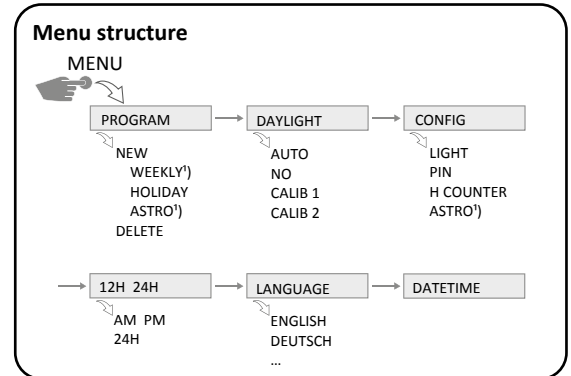 Menu structure
MENU
PROGRAM
NEW
WEEKLY¹)
HOLIDAY
ASTRO¹)
DELETE
DAYLIGHT
AUTO
NO
CALIB 1
CALIB 2
CONFIG
LIGHT
PIN
H COUNTER
ASTRO¹)
12H 24H
AM PM
24H
LANGUAGE
ENGLISH
DEUTSCH
...
DATETIME